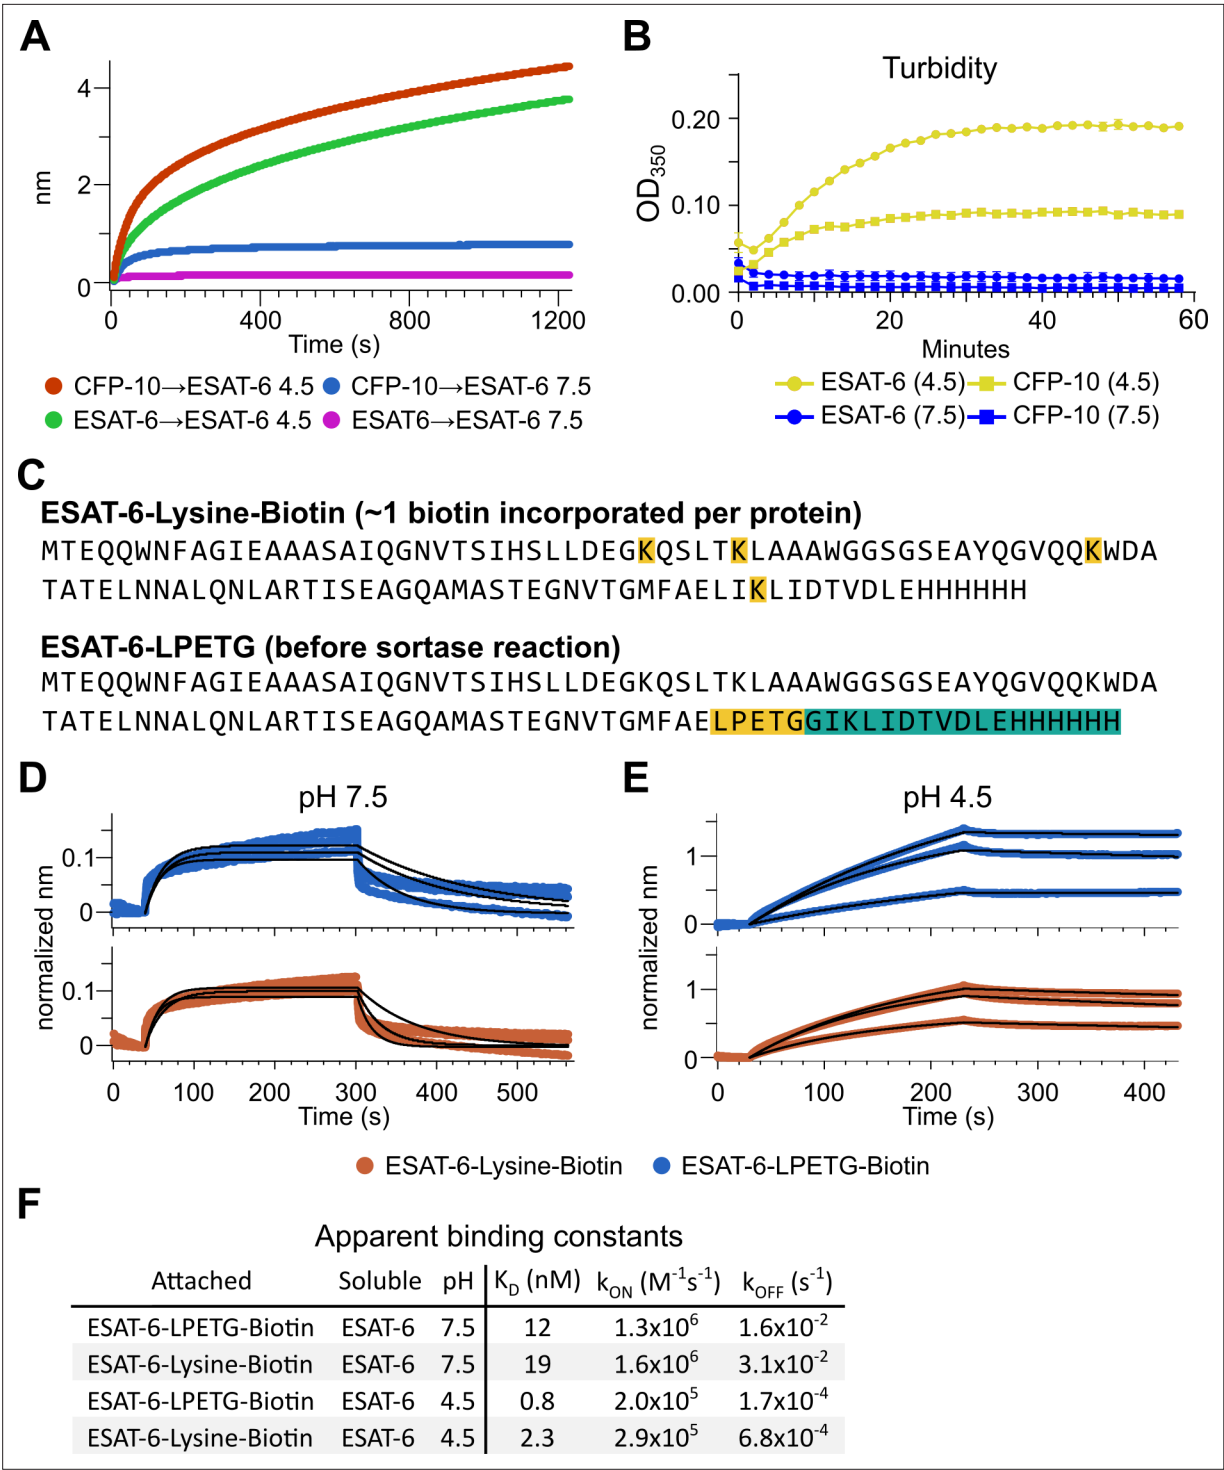 A
nm
4
2
0
0
400
800
1200
Time (s)
CFP-10→ESAT-6 4.5
CFP-10→ESAT-6 7.5
ESAT-6→ESAT-6 4.5
ESAT6→ESAT-6 7.5
B
Turbidity
OD350
0.20
0.10
0.00
0
20
40
60
Minutes
ESAT-6 (4.5)
CFP-10 (4.5)
ESAT-6 (7.5)
CFP-10 (7.5)
C
ESAT-6-Lysine-Biotin (~1 biotin incorporated per protein)
MTEQQWNFAGIEAAASAIQGNVTSIHSLLDEGKQSLTKLAAAWGGSGSEAYQGVQQKWDA
TATELNNALQNLARTISEAGQAMASTEGNVTGMFAELIKLIDTVDLEHHHHHH
ESAT-6-LPETG (before sortase reaction)
MTEQQWNFAGIEAAASAIQGNVTSIHSLLDEGKQSLTKLAAAWGGSGSEAYQGVQQKWDA
TATELNNALQNLARTISEAGQAMASTEGNVTGMFAELPETGGIKLIDTVDLEHHHHHH
D
pH 7.5
normalized nm
0.1
0
0.1
0
0
100
200
300
400
500
Time (s)
E
pH 4.5
normalized nm
1
0
1
0
0
100
200
300
400
Time (s)
ESAT-6-Lysine-Biotin
ESAT-6-LPETG-Biotin
F
Apparent binding constants
Attached Soluble pH KD (nM) kON (M⁻¹s⁻¹) kOFF (s⁻¹)
ESAT-6-LPETG-Biotin ESAT-6 7.5 12 1.3x10⁶ 1.6x10⁻²
ESAT-6-Lysine-Biotin ESAT-6 7.5 19 1.6x10⁶ 3.1x10⁻²
ESAT-6-LPETG-Biotin ESAT-6 4.5 0.8 2.0x10⁵ 1.7x10⁻⁴
ESAT-6-Lysine-Biotin ESAT-6 4.5 2.3 2.9x10⁵ 6.8x10⁻⁴